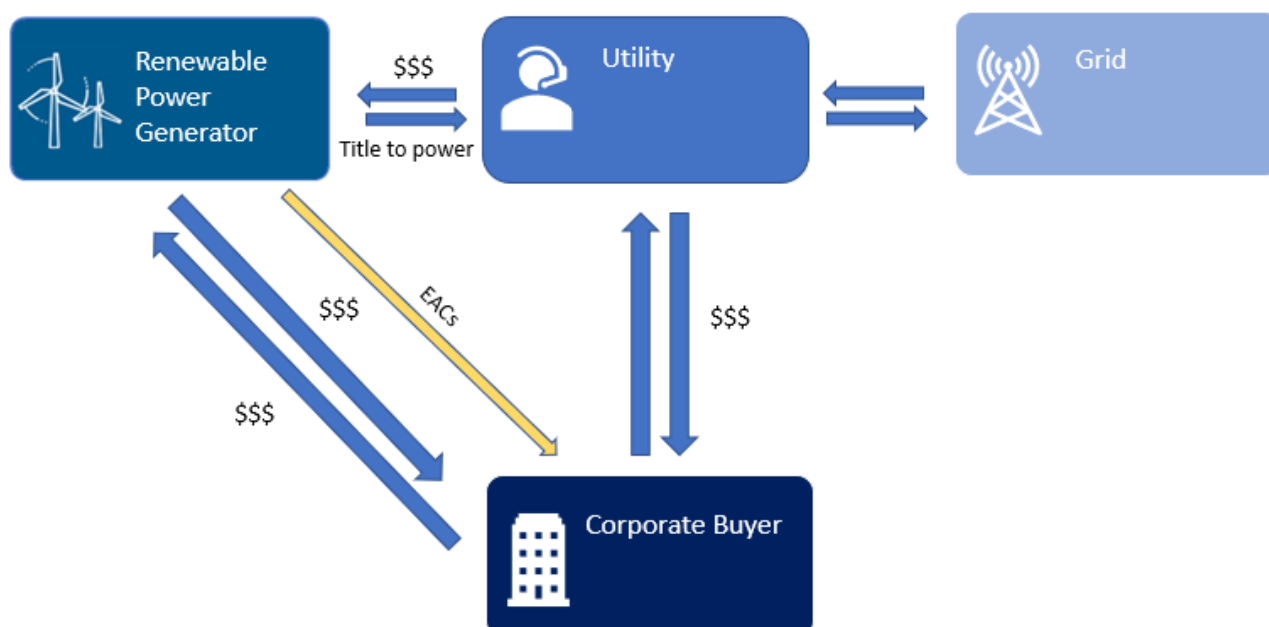 Renewable
Power
Generator
$$$
Title to power
Utility
Grid
$$$
EACs
$$$
$$$
Corporate Buyer